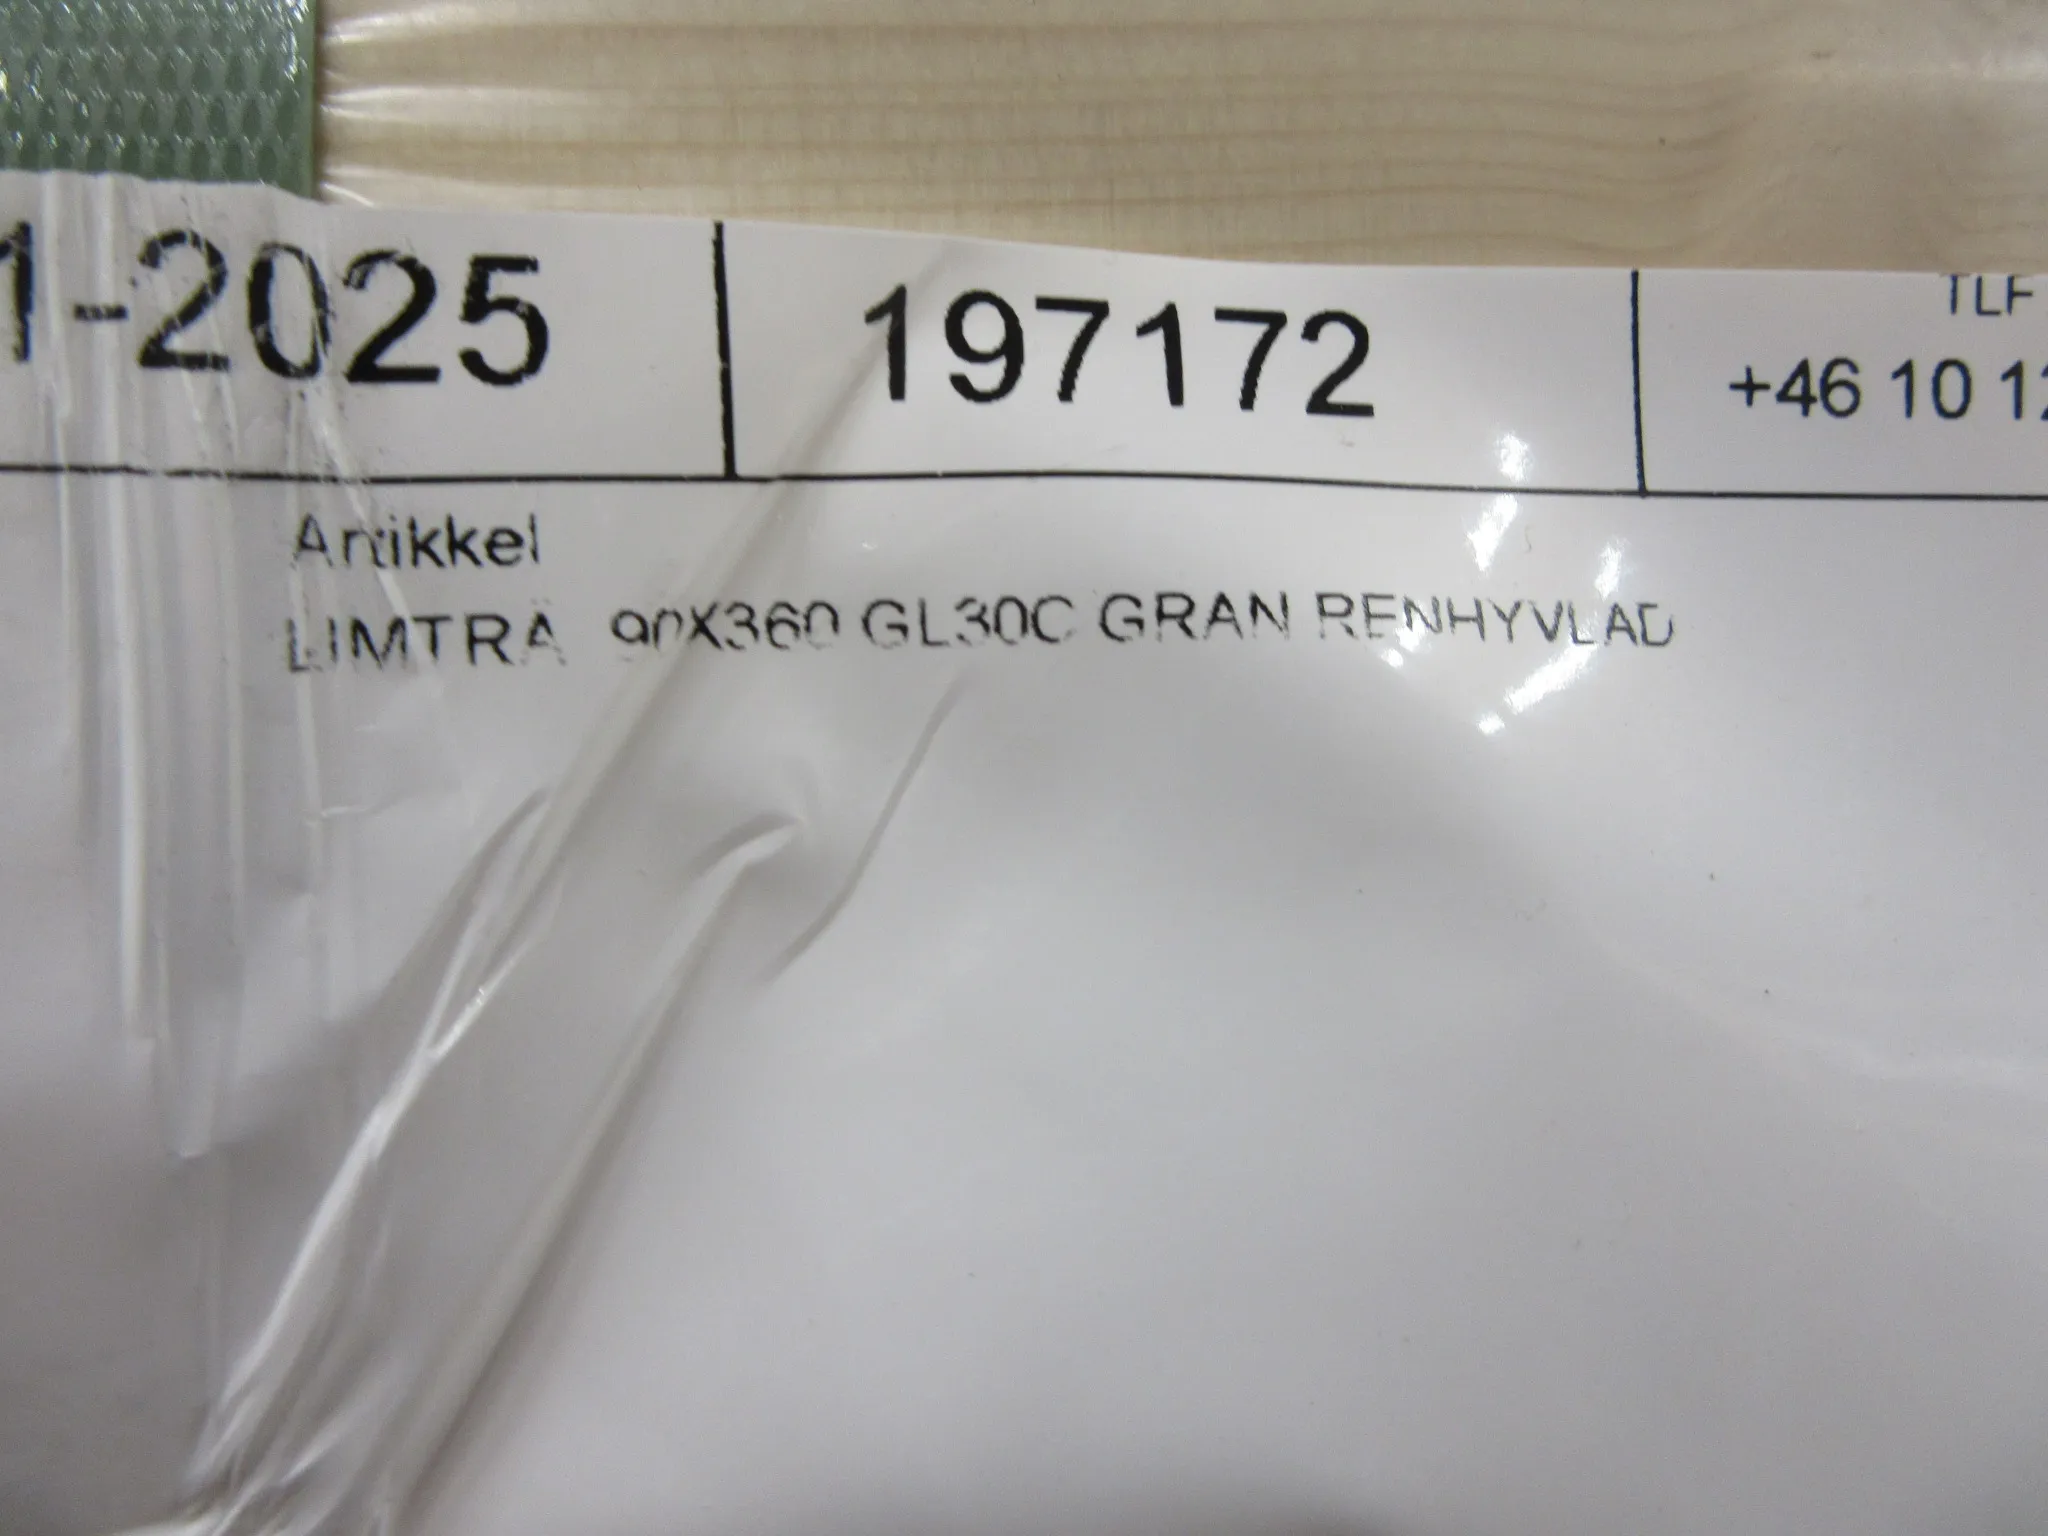 1-2025
197172
TLF
+46 10 12
Artikkel
LIMTRÄ 90X360 GL30C GRAN RENHYVLAD